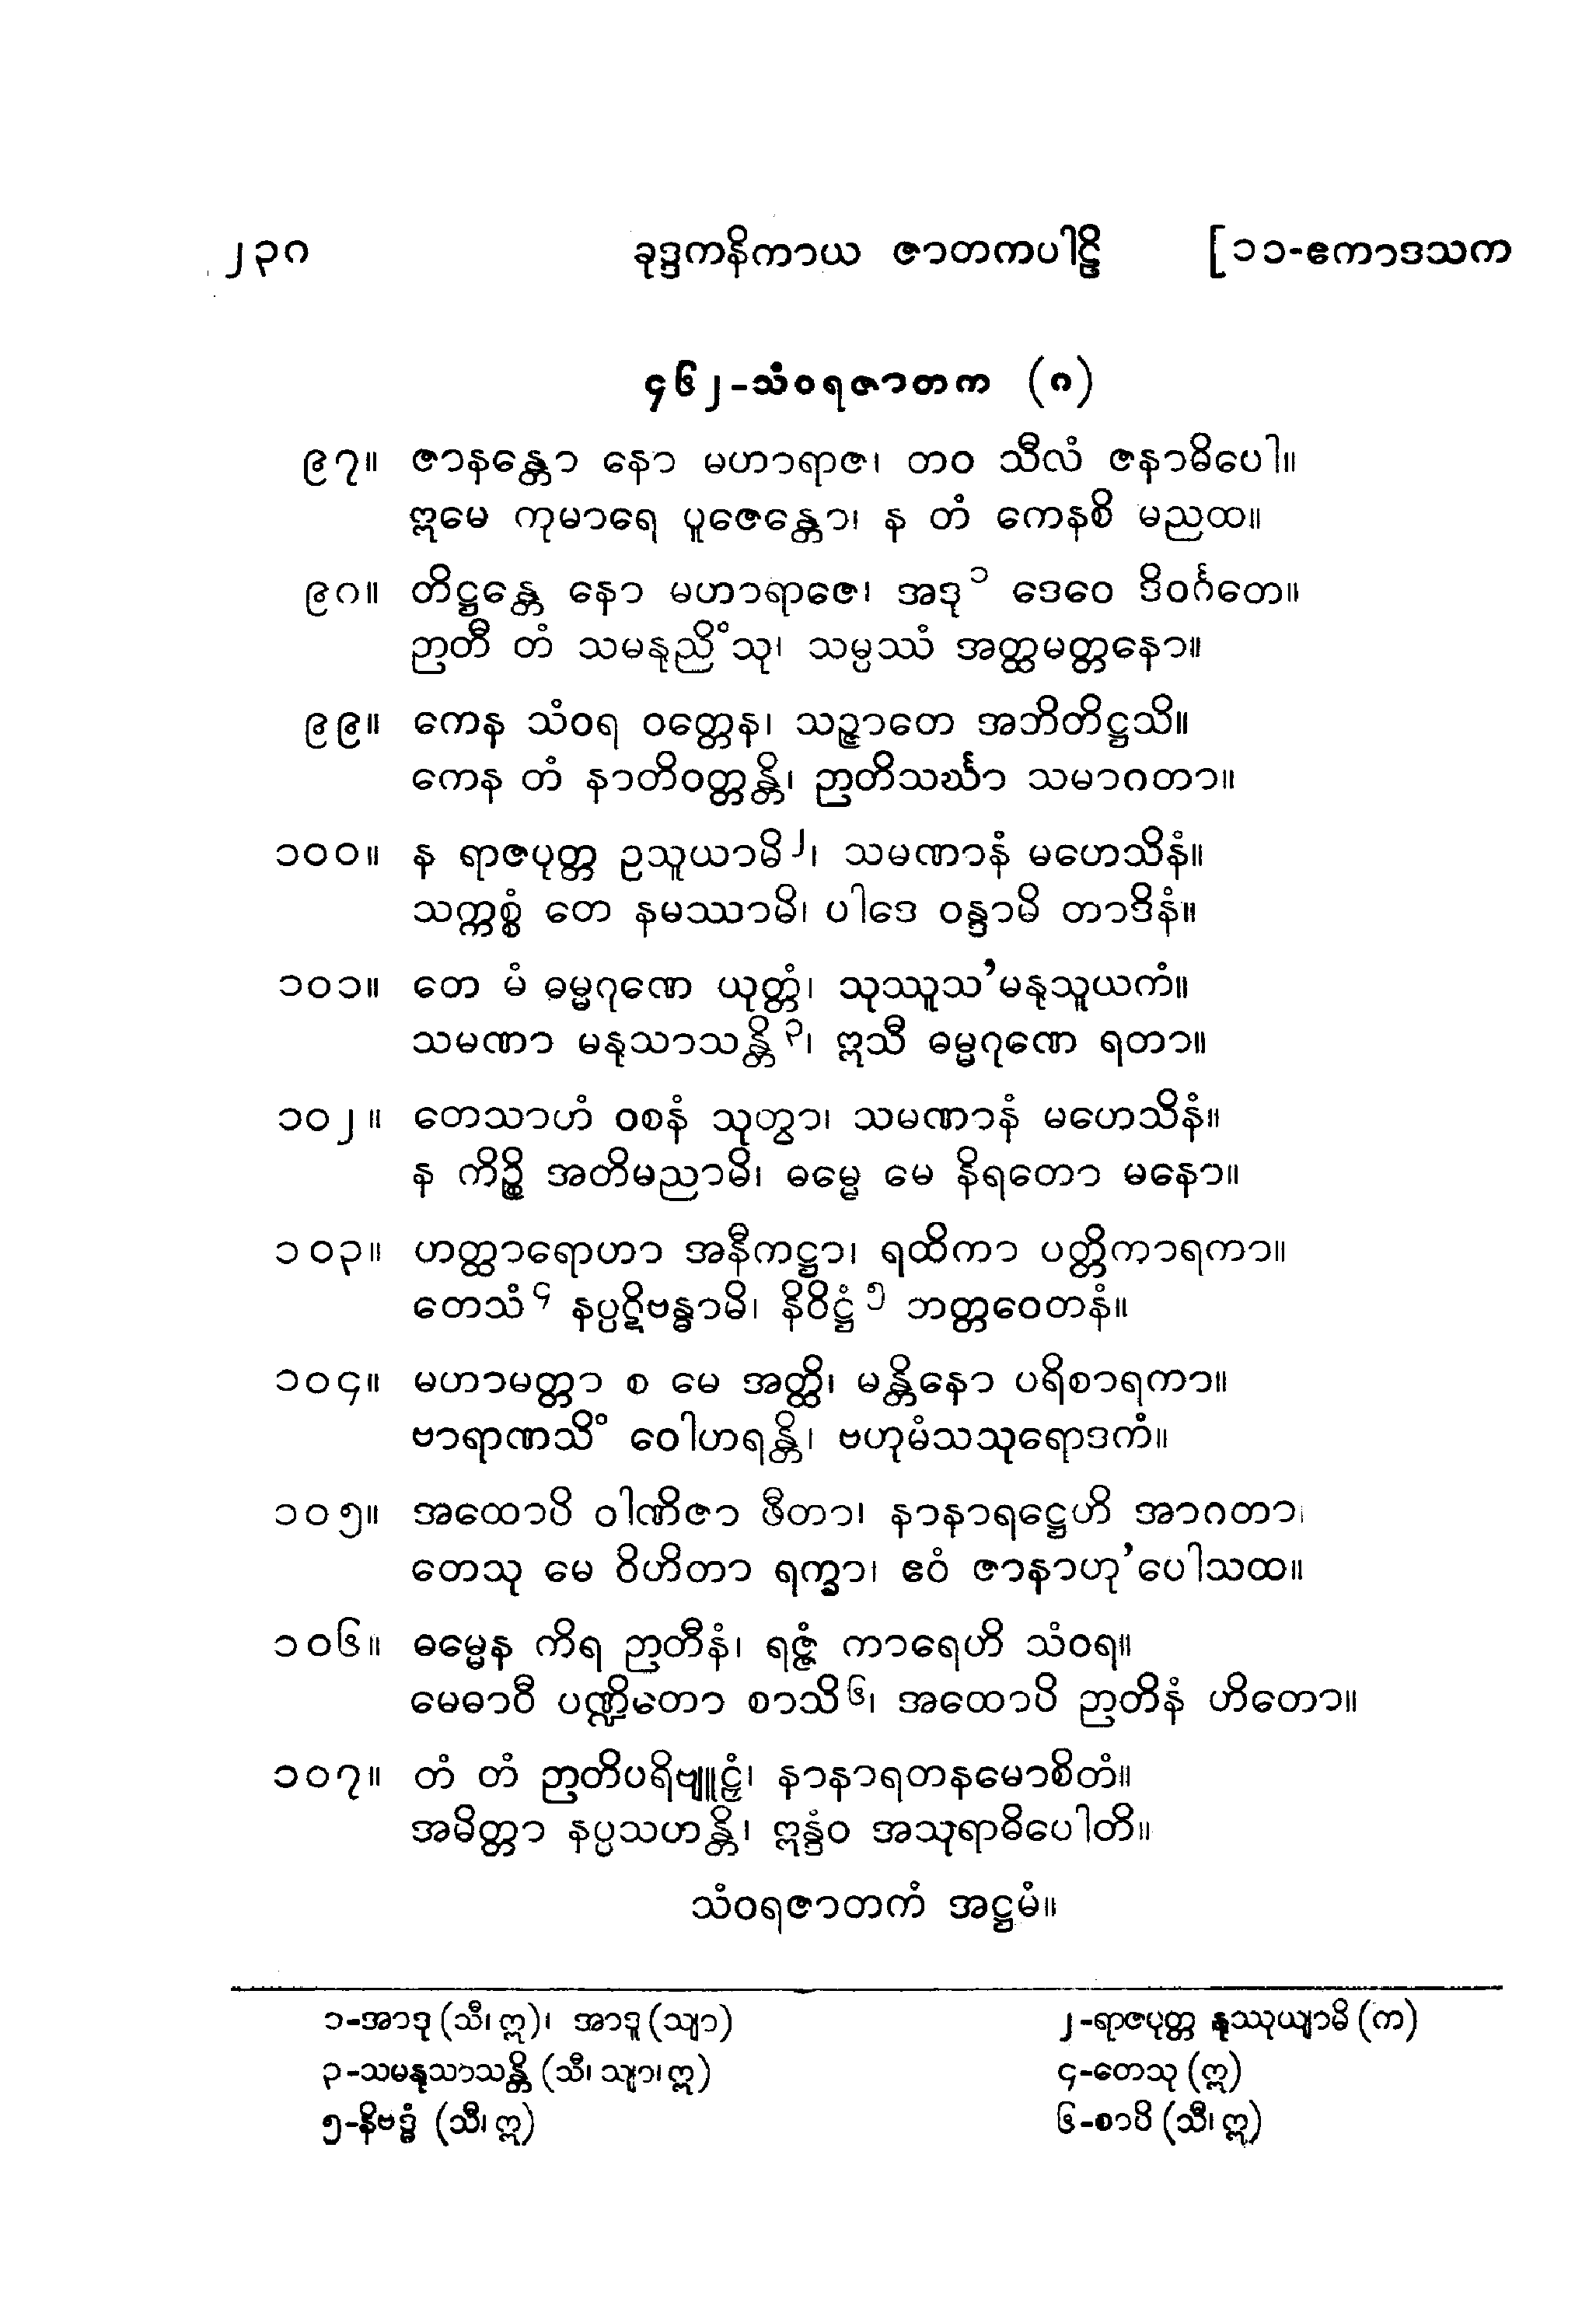 ၂၃၈ ခုဒ္ဒကနိကာယ ဇာတကပါဠိ [၁၁-ဧကာဒသက
၄၆၂-သံဝရဇာတက (၈)
၉၇။ ဇာနန္တော နော မဟာရာဇ၊ တဝ သီလံ ဇနာဓိပေါ။
ဣမေ ကုမာရေ ပူဇေန္တော၊ န တံ ကေနစိ မညထ။
၉၈။ တိဋ္ဌန္တေ နော မဟာရာဇေ၊ အဒု ၁ ဒေဝေ ဒိဝင်္ဂတေ။
ဉာတီ တံ သမနုညိံသု၊ သမ္ပဿံ အတ္ထမတ္တနော။
၉၉။ ကေန သံဝရ ဝတ္တေန၊ သဉ္ဇာတေ အဘိတိဋ္ဌသိ။
ကေန တံ နာတိဝတ္တန္တိ၊ ဉာတိသင်္ဃာ သမာဂတာ။
၁၀၀။ န ရာဇပုတ္တ ဥသူယာမိ ၂၊ သမဏာနံ မဟေသိနံ။
သက္ကစ္စံ တေ နမဿာမိ၊ ပါဒေ ဝန္ဒာမိ တာဒိနံ။
၁၀၁။ တေ မံ ဓမ္မဂုဏေ ယုတ္တံ၊ သုဿူသ’မနုသူယကံ။
သမဏာ မနုသာသန္တိ ၃၊ ဣသီ ဓမ္မဂုဏေ ရတာ။
၁၀၂။ တေသာဟံ ဝစနံ သုတွာ၊ သမဏာနံ မဟေသိနံ။
န ကိဉ္စိ အတိမညာမိ၊ ဓမ္မေ မေ နိရတော မနော။
၁၀၃။ ဟတ္ထာရောဟာ အနီကဋ္ဌာ၊ ရထိကာ ပတ္တိကာရကာ။
တေသံ ၄ နပ္ပဋိဗန္ဓာမိ၊ နိဝိဋ္ဌံ ၅ ဘတ္တဝေတနံ။
၁၀၄။ မဟာမတ္တာ စ မေ အတ္ထိ၊ မန္တိနော ပရိစာရကာ။
ဗာရာဏသိံ ဝေါဟရန္တိ၊ ဗဟုမံသသုရောဒကံ။
၁၀၅။ အထောပိ ဝါဏိဇာ ဖီတာ၊ နာနာရဋ္ဌေဟိ အာဂတာ၊
တေသု မေ ဝိဟိတာ ရက္ခာ၊ ဧဝံ ဇာနာဟု’ပေါသထ။
၁၀၆။ ဓမ္မေန ကိရ ဉာတီနံ၊ ရဇ္ဇံ ကာရေဟိ သံဝရ။
မေဓာဝီ ပဏ္ဍိတော စာသိ ၆၊ အထောပိ ဉာတိနံ ဟိတော။
၁၀၇။ တံ တံ ဉာတိပရိဗျူဠှံ၊ နာနာရတနမောစိတံ။
အမိတ္တာ နပ္ပသဟန္တိ၊ ဣန္ဒံဝ အသုရာဓိပေါတိ။
သံဝရဇာတကံ အဋ္ဌမံ။
၁-အာဒု (သီ၊ ဣ)၊ အာဒူ (သျာ) ၂-ရာဇပုတ္တ နုဿုယျာမိ (က)
၃-သမနုသာသန္တိ (သီ၊ သျာ၊ ဣ) ၄-တေသု (ဣ)
၅-နိဗဒ္ဓံ (သီ၊ ဣ) ၆-စာပိ (သီ၊ ဣ)